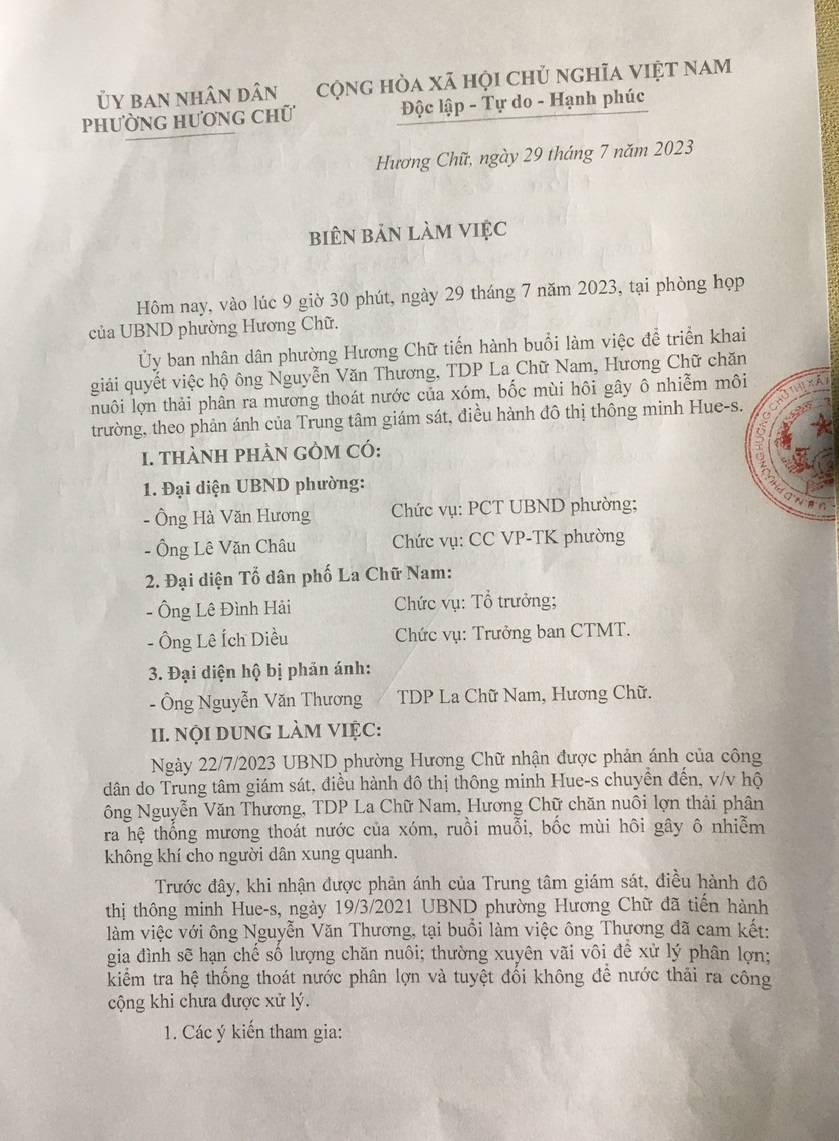 ỦY BAN NHÂN DÂN
PHƯỜNG HƯƠNG CHỮ
CỘNG HÒA XÃ HỘI CHỦ NGHĨA VIỆT NAM
Độc lập - Tự do - Hạnh phúc
Hương Chữ, ngày 29 tháng 7 năm 2023
BIÊN BẢN LÀM VIỆC
Hôm nay, vào lúc 9 giờ 30 phút, ngày 29 tháng 7 năm 2023, tại phòng họp
của UBND phường Hương Chữ.
Ủy ban nhân dân phường Hương Chữ tiến hành buổi làm việc để triển khai
giải quyết việc hộ ông Nguyễn Văn Thương, TDP La Chữ Nam, Hương Chữ chăn
nuôi lợn thải phân ra mương thoát nước của xóm, bốc mùi hôi gây ô nhiễm môi
trường, theo phản ánh của Trung tâm giám sát, điều hành đô thị thông minh Hue-s.
I. THÀNH PHẦN GỒM CÓ:
1. Đại diện UBND phường:
- Ông Hà Văn Hương Chức vụ: PCT UBND phường;
- Ông Lê Văn Châu Chức vụ: CC VP-TK phường
2. Đại diện Tổ dân phố La Chữ Nam:
- Ông Lê Đình Hải Chức vụ: Tổ trưởng;
- Ông Lê Ích Diều Chức vụ: Trưởng ban CTMT.
3. Đại diện hộ bị phản ánh:
- Ông Nguyễn Văn Thương TDP La Chữ Nam, Hương Chữ.
II. NỘI DUNG LÀM VIỆC:
Ngày 22/7/2023 UBND phường Hương Chữ nhận được phản ánh của công
dân do Trung tâm giám sát, điều hành đô thị thông minh Hue-s chuyển đến, v/v hộ
ông Nguyễn Văn Thương, TDP La Chữ Nam, Hương Chữ chăn nuôi lợn thải phân
ra hệ thống mương thoát nước của xóm, ruồi muỗi, bốc mùi hôi gây ô nhiễm
không khí cho người dân xung quanh.
Trước đây, khi nhận được phản ánh của Trung tâm giám sát, điều hành đô
thị thông minh Hue-s, ngày 19/3/2021 UBND phường Hương Chữ đã tiến hành
làm việc với ông Nguyễn Văn Thương, tại buổi làm việc ông Thương đã cam kết:
gia đình sẽ hạn chế số lượng chăn nuôi; thường xuyên vãi vôi để xử lý phân lợn;
kiểm tra hệ thống thoát nước phân lợn và tuyệt đối không để nước thải ra công
cộng khi chưa được xử lý.
1. Các ý kiến tham gia: